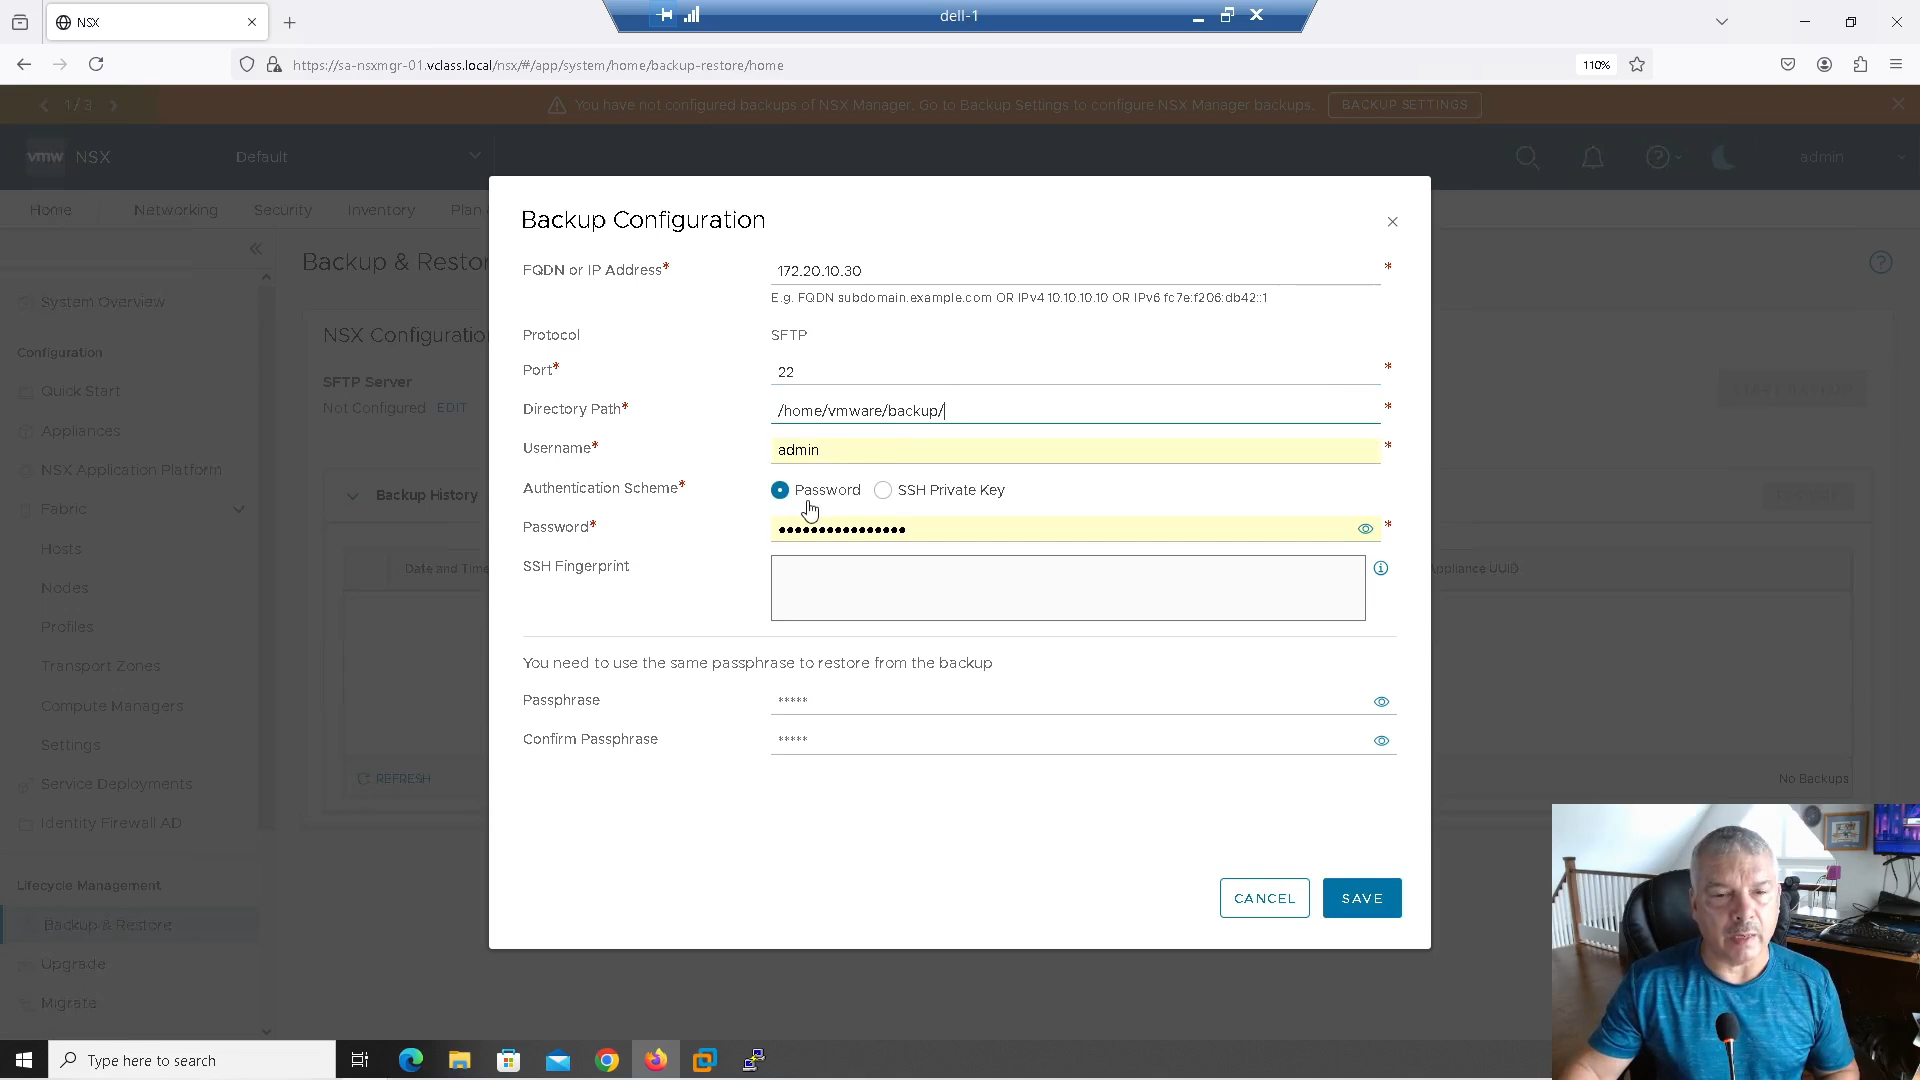 NSX
dell-1
https://sa-nsxmgr-01.vclass.local/nsx/#/app/system/home/backup-restore/home
110%
1 / 3
You have not configured backups of NSX Manager. Go to Backup Settings to configure NSX Manager backups.
BACKUP SETTINGS
vmw NSX
Default
admin
Home
Networking
Security
Inventory
Plan
Backup & Resto
System Overview
Configuration
Quick Start
Appliances
NSX Application Platform
Fabric
Hosts
Nodes
Profiles
Transport Zones
Compute Managers
Settings
Service Deployments
Identity Firewall AD
Lifecycle Management
Backup & Restore
Upgrade
Migrate
NSX Configuratio
SFTP Server
Not Configured EDIT
START BACKUP
Backup History
RESTORE
Date and Time
Appliance UUID
REFRESH
No Backups
Backup Configuration
FQDN or IP Address*
172.20.10.30
*
E.g. FQDN subdomain.example.com OR IPv4 10.10.10.10 OR IPv6 fc7e:f206:db42::1
Protocol
SFTP
Port*
22
*
Directory Path*
/home/vmware/backup/
*
Username*
admin
*
Authentication Scheme*
Password
SSH Private Key
Password*
••••••••••••••••
*
SSH Fingerprint
You need to use the same passphrase to restore from the backup
Passphrase
*****
Confirm Passphrase
*****
CANCEL
SAVE
Type here to search